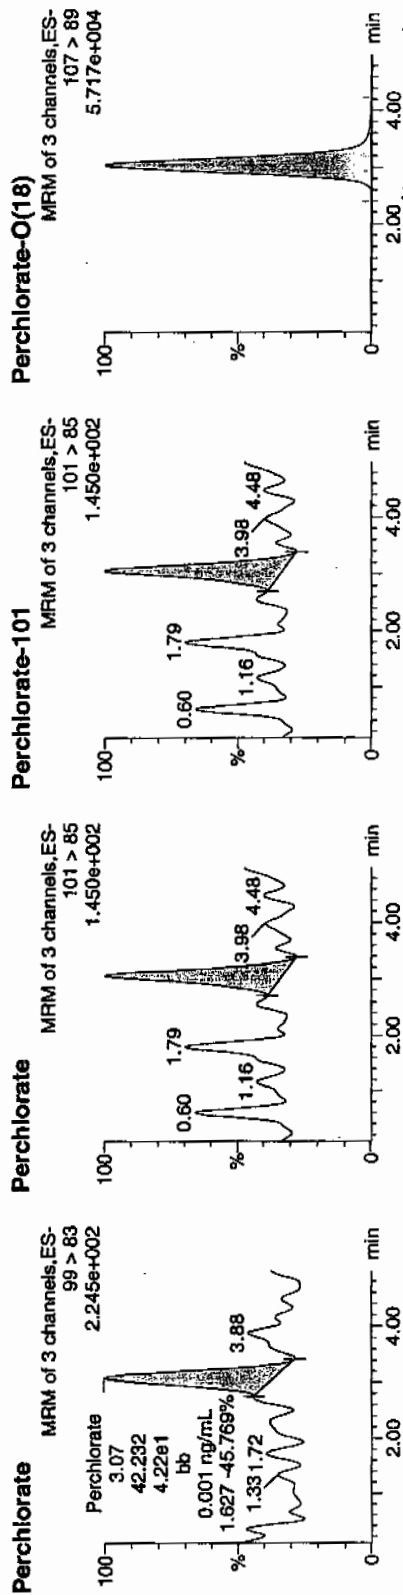 Perchlorate
MRM of 3 channels,ES-
99 > 83
2.245e+002
100
Perchlorate
3.07
42.232
4.22e1
bb
0.001 ng/mL
1.627 -45.769%
%
1.33
1.72
3.88
0
2.00
4.00
min
Perchlorate
MRM of 3 channels,ES-
101 > 85
1.450e+002
100
%
0.60
1.16
1.79
3.98
4.48
0
2.00
4.00
min
Perchlorate-101
MRM of 3 channels,ES-
101 > 85
1.450e+002
100
%
0.60
1.16
1.79
3.98
4.48
0
2.00
4.00
min
Perchlorate-O(18)
MRM of 3 channels,ES-
107 > 89
5.717e+004
100
%
0
2.00
4.00
min